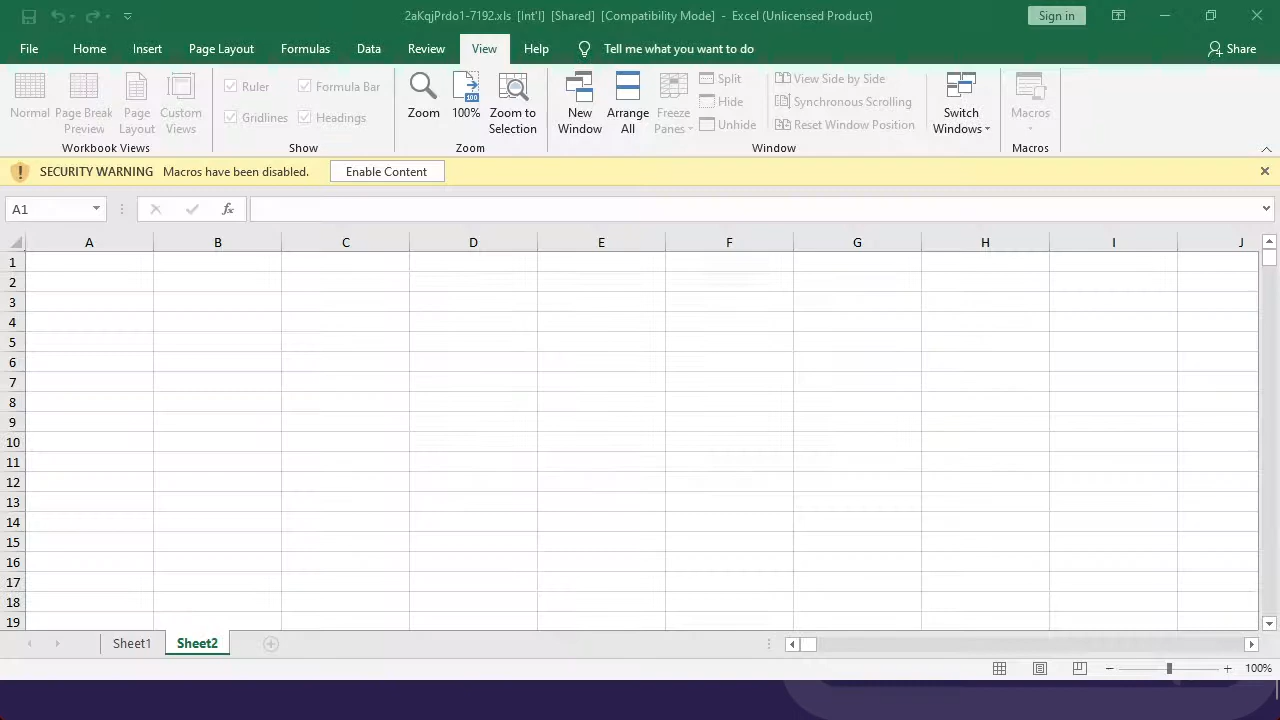 2aKqjPrdo1-7192.xls [Int'l] [Shared] [Compatibility Mode] - Excel (Unlicensed Product)
Sign in
File Home Insert Page Layout Formulas Data Review View Help Tell me what you want to do Share
Normal Page Break Preview Page Layout Custom Views
Workbook Views
Ruler Formula Bar
Gridlines Headings
Show
Zoom 100% Zoom to Selection
Zoom
New Window Arrange All Freeze Panes
Split
Hide
Unhide
View Side by Side
Synchronous Scrolling
Reset Window Position
Switch Windows
Window
Macros
Macros
SECURITY WARNING Macros have been disabled. Enable Content
A1 fx
A B C D E F G H I J
1
2
3
4
5
6
7
8
9
10
11
12
13
14
15
16
17
18
19
Sheet1 Sheet2
100%